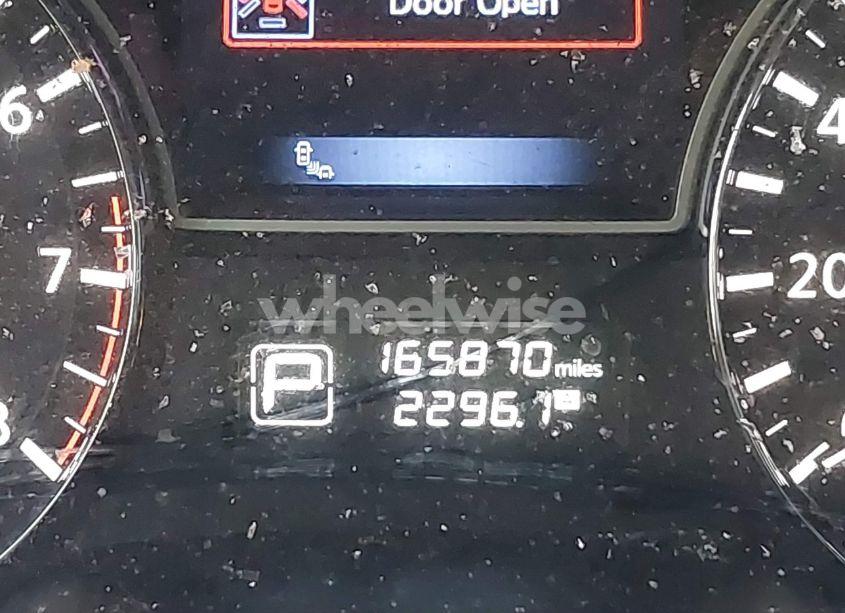 Door Open
6
7
8
4
20
wheelwise
P
165870 miles
2296.1